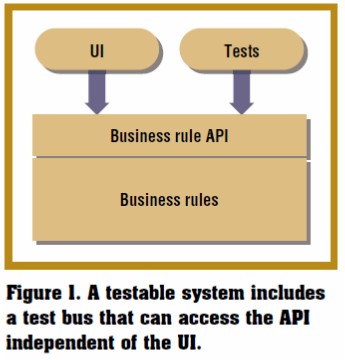 UI
Tests
Business rule API
Business rules
Figure 1. A testable system includes
a test bus that can access the API
independent of the UI.